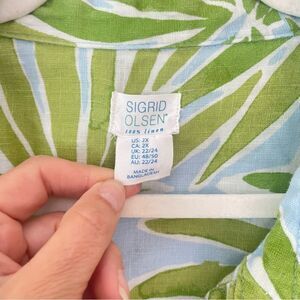 SIGRID
OLSEN®
100% linen
US: 2X
CA: 2X
UK: 22/24
EU: 48/50
AU: 22/24
MADE IN
BANGLADESH